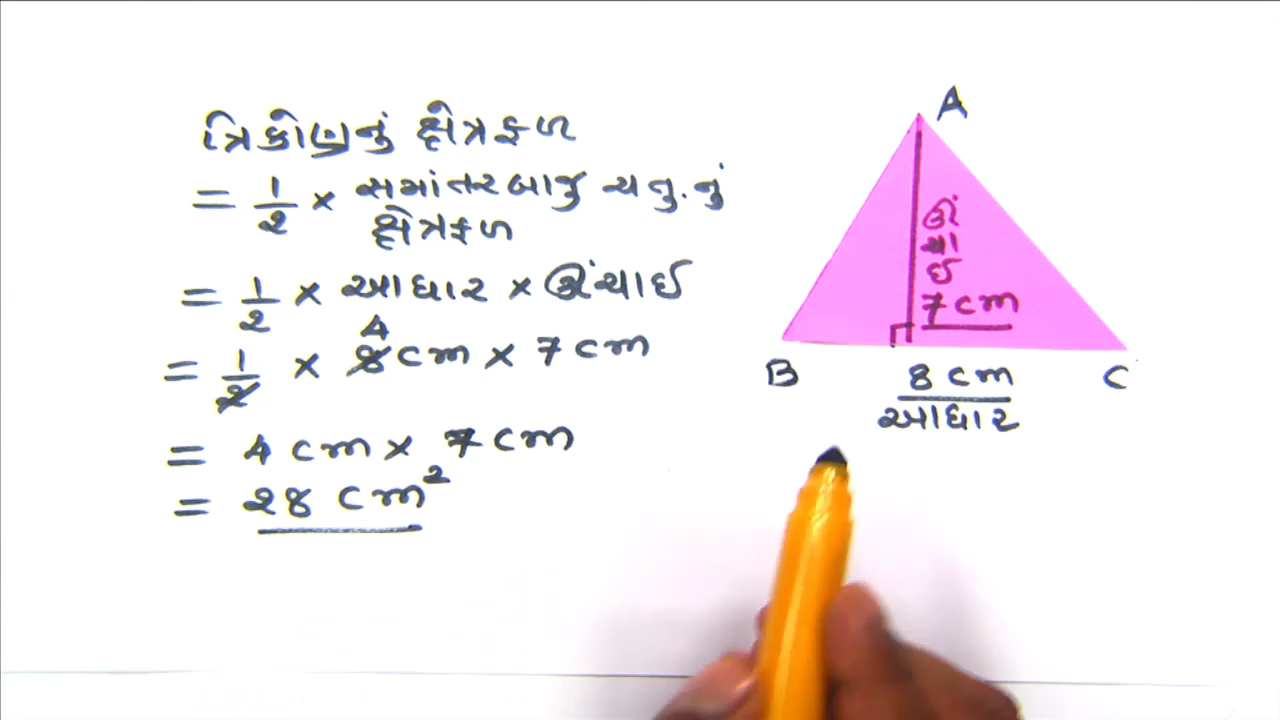 ત્રિકોણનું ક્ષેત્રફળ
= 1/2 × સમાંતરબાજુ ચતુ.નું
ક્ષેત્રફળ
= 1/2 × આધાર × ઊંચાઈ
4
= 1/2 × 8 cm × 7 cm
= 4 cm × 7 cm
= 28 cm²
A
ઊંચાઈ
7 cm
B
8 cm
C
આધાર